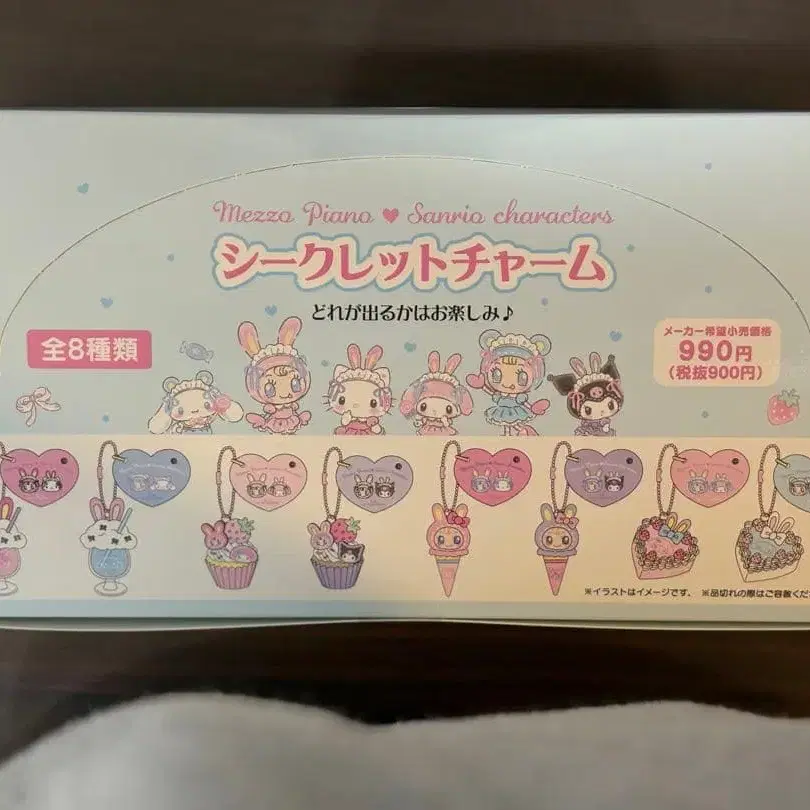 Mezzo Piano ♥ Sanrio characters
シークレットチャーム
どれが出るかはお楽しみ♪
全8種類
メーカー希望小売価格
990円
(税抜900円)
※イラストはイメージです。 ※品切れの際はご容赦くだ